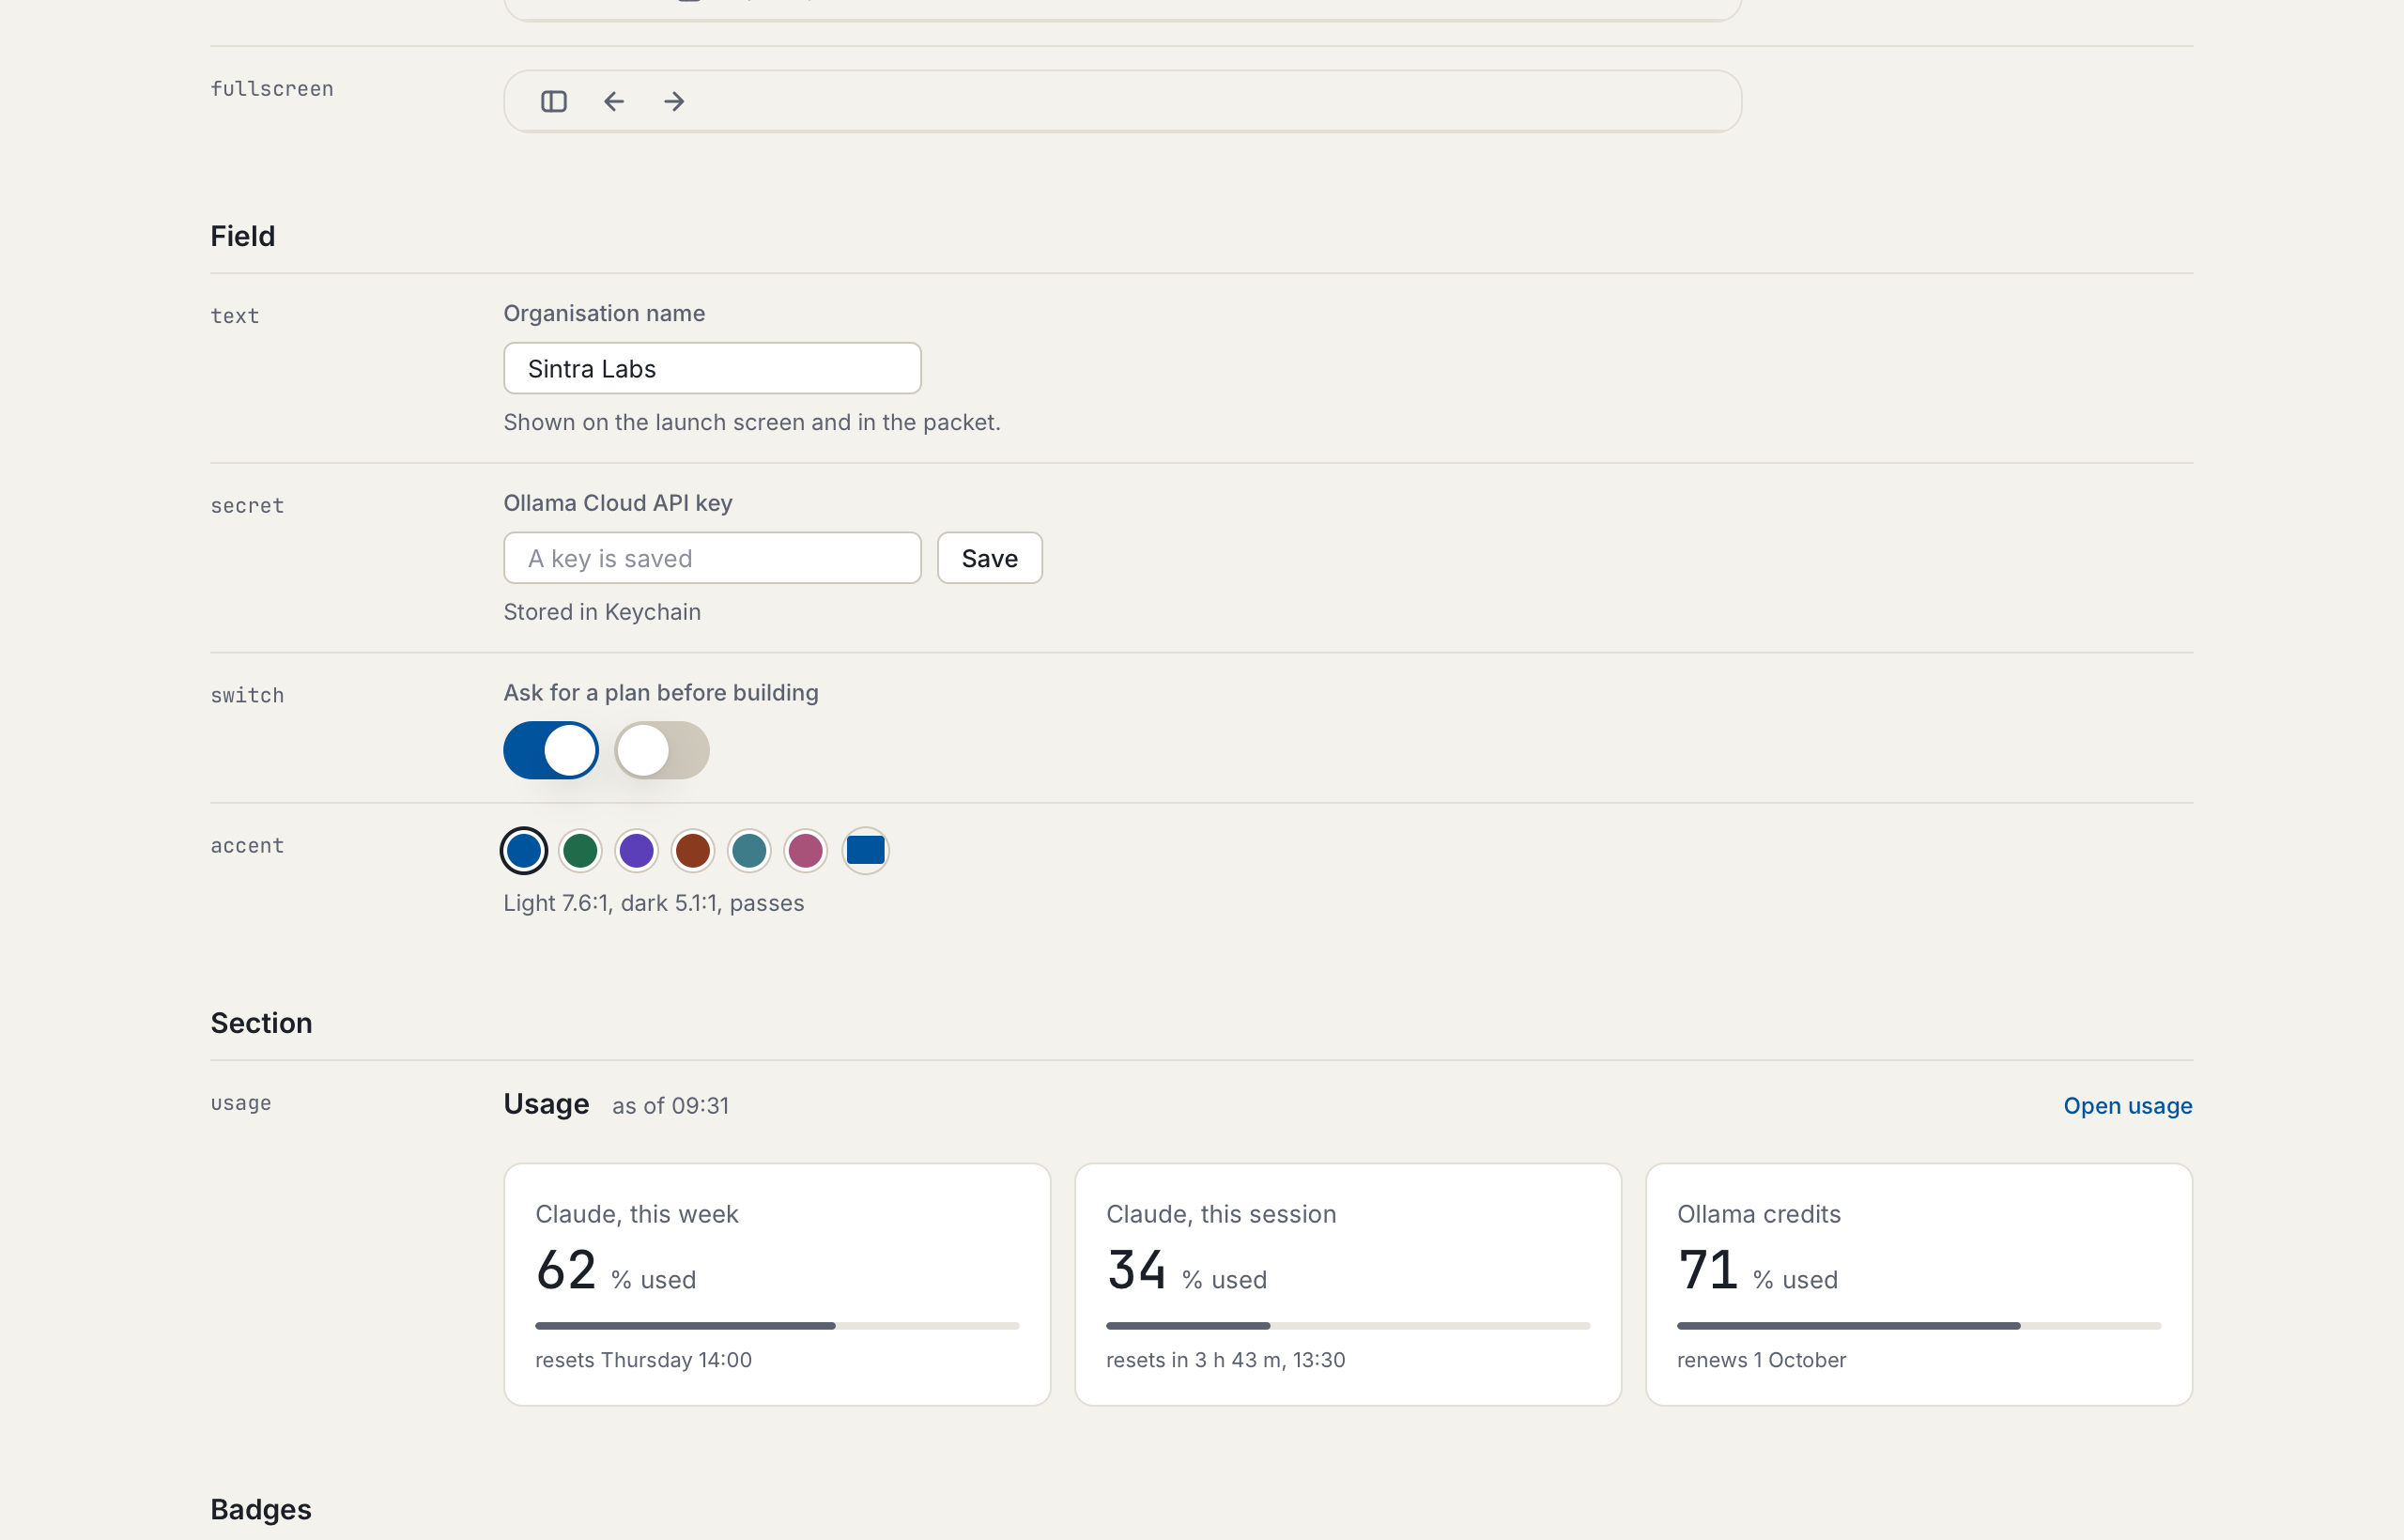 fullscreen
Field
text
Organisation name
Sintra Labs
Shown on the launch screen and in the packet.
secret
Ollama Cloud API key
A key is saved
Save
Stored in Keychain
switch
Ask for a plan before building
accent
Light 7.6:1, dark 5.1:1, passes
Section
usage
Usage as of 09:31
Open usage
Claude, this week
62 % used
resets Thursday 14:00
Claude, this session
34 % used
resets in 3 h 43 m, 13:30
Ollama credits
71 % used
renews 1 October
Badges